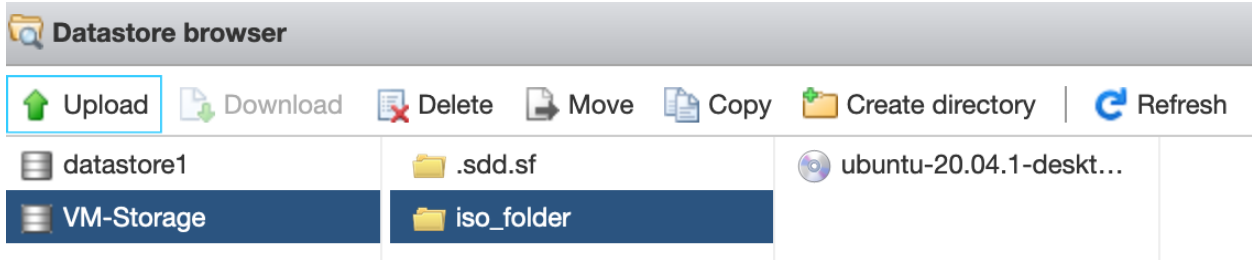 Datastore browser
Upload Download Delete Move Copy Create directory Refresh
datastore1 .sdd.sf ubuntu-20.04.1-deskt...
VM-Storage iso_folder